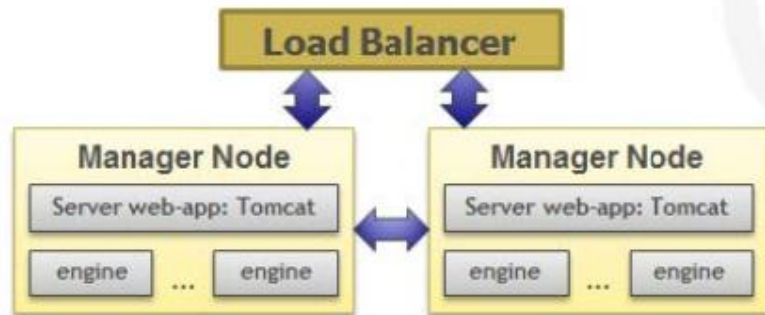 Load Balancer
Manager Node
Server web-app: Tomcat
engine ... engine
Manager Node
Server web-app: Tomcat
engine ... engine